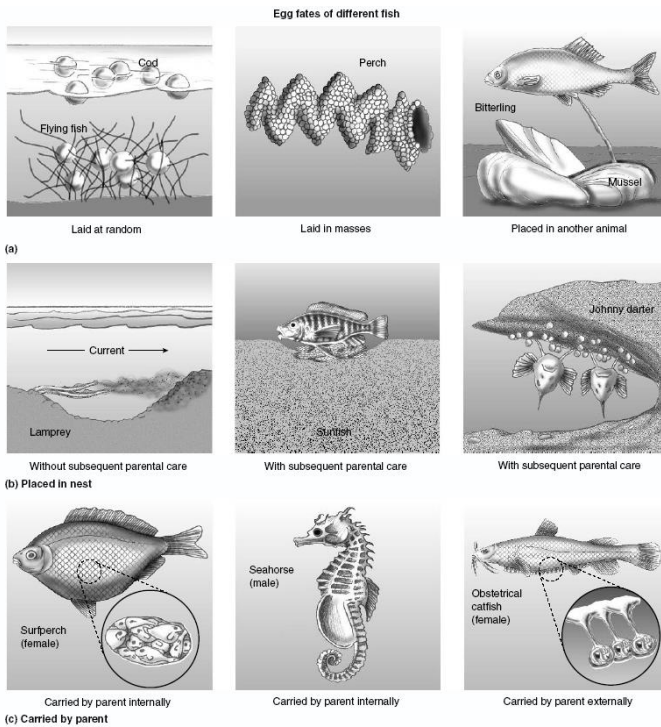 Egg fates of different fish
Cod
Flying fish
Laid at random
Perch
Laid in masses
Bitterling
Mussel
Placed in another animal
(a)
Current
Lamprey
Without subsequent parental care
Sunfish
With subsequent parental care
Johnny darter
With subsequent parental care
(b) Placed in nest
Surfperch
(female)
Carried by parent internally
Seahorse
(male)
Carried by parent internally
Obstetrical
catfish
(female)
Carried by parent externally
(c) Carried by parent